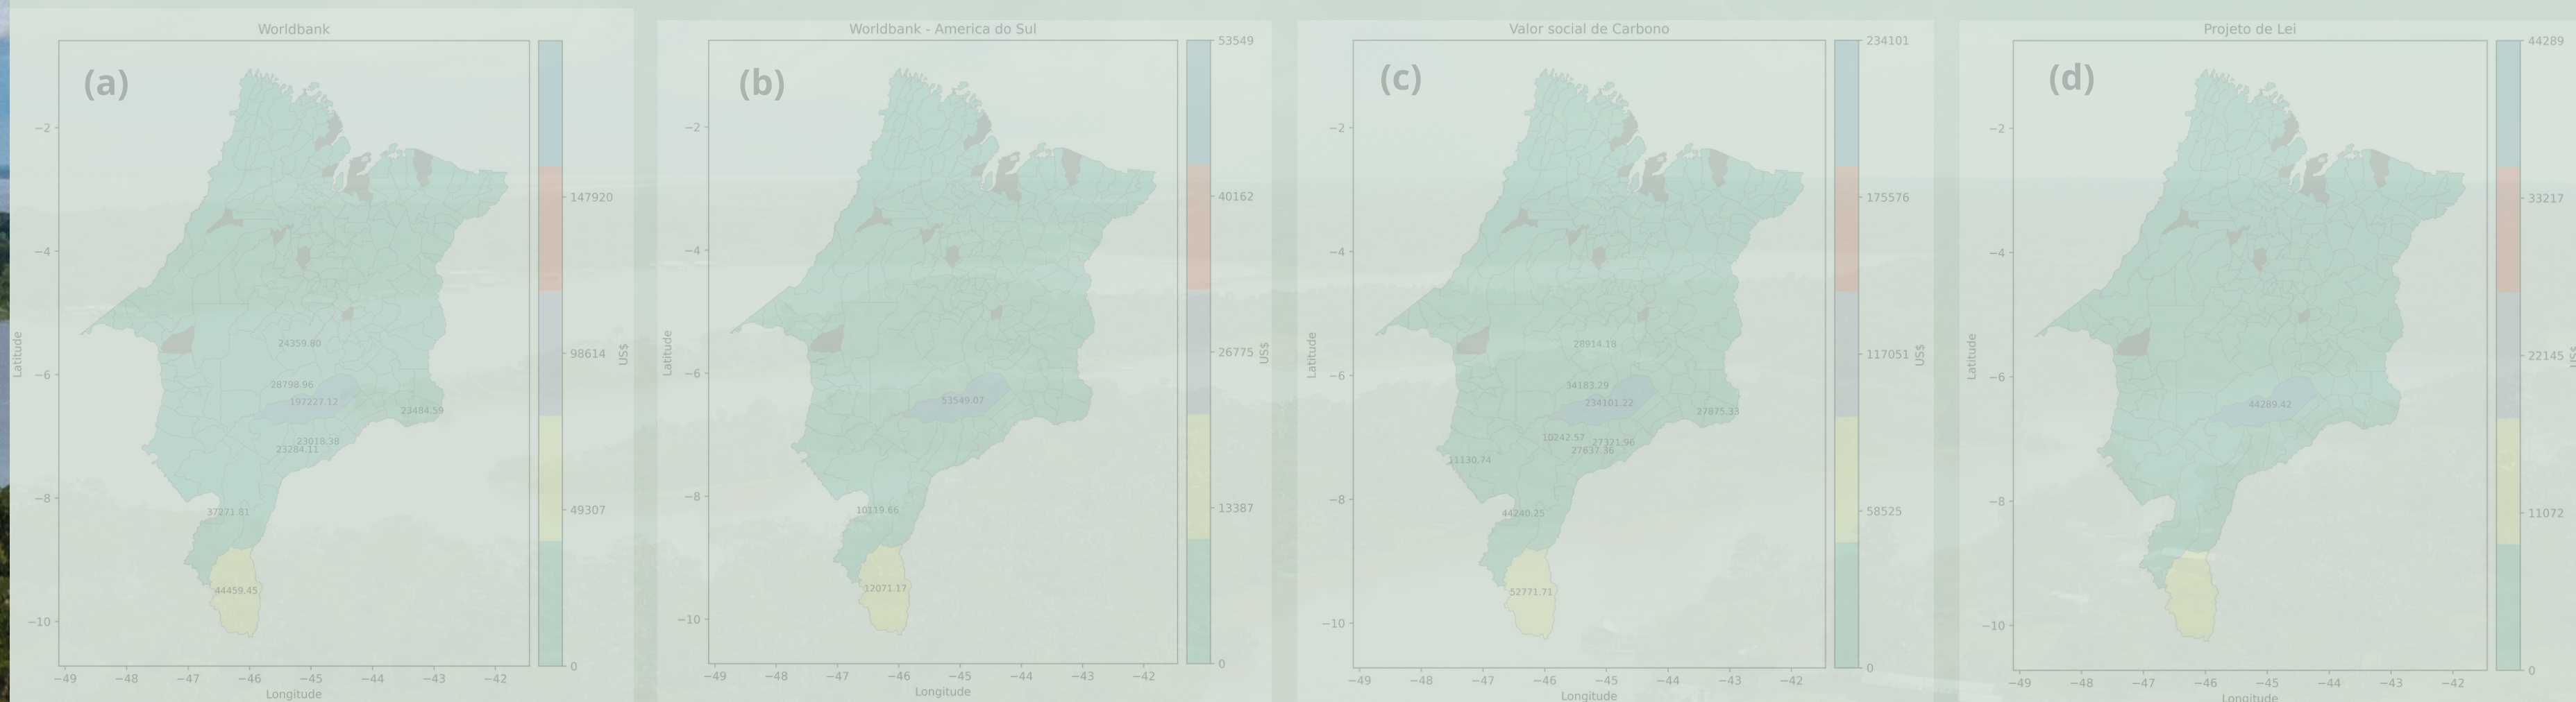 Worldbank
(a)
−2
−4
−6
−8
−10
Latitude
24359.80
28798.96
197227.12
23484.59
23018.38
23284.11
37271.81
44459.45
−49 −48 −47 −46 −45 −44 −43 −42
Longitude
147920
98614
49307
0
US$
Worldbank - America do Sul
(b)
−2
−4
−6
−8
−10
Latitude
53549.07
10119.66
12071.17
−49 −48 −47 −46 −45 −44 −43 −42
Longitude
53549
40162
26775
13387
0
US$
Valor social de Carbono
(c)
−2
−4
−6
−8
−10
Latitude
28914.18
34183.29
234101.22
27875.33
10242.57
27321.96
27637.36
11130.74
44240.25
52771.71
−49 −48 −47 −46 −45 −44 −43 −42
Longitude
234101
175576
117051
58525
0
US$
Projeto de Lei
(d)
−2
−4
−6
−8
−10
Latitude
44289.42
−49 −48 −47 −46 −45 −44 −43 −42
Longitude
44289
33217
22145
11072
0
US$